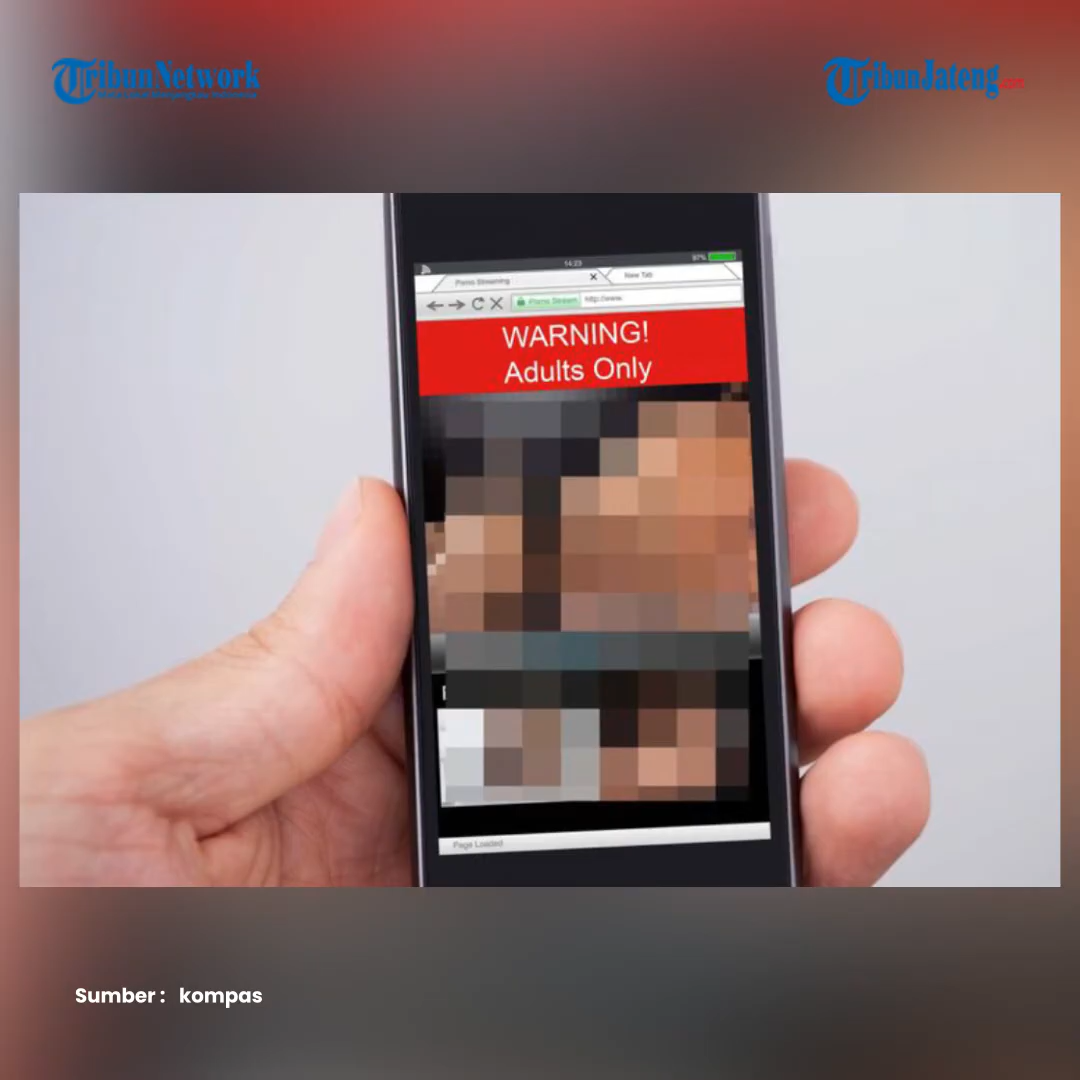 TribunNetwork
TribunJateng.com
14:23
97%
Porno Streaming
New Tab
Porno Stream
http://www.
WARNING!
Adults Only
Page Loaded
Sumber : kompas